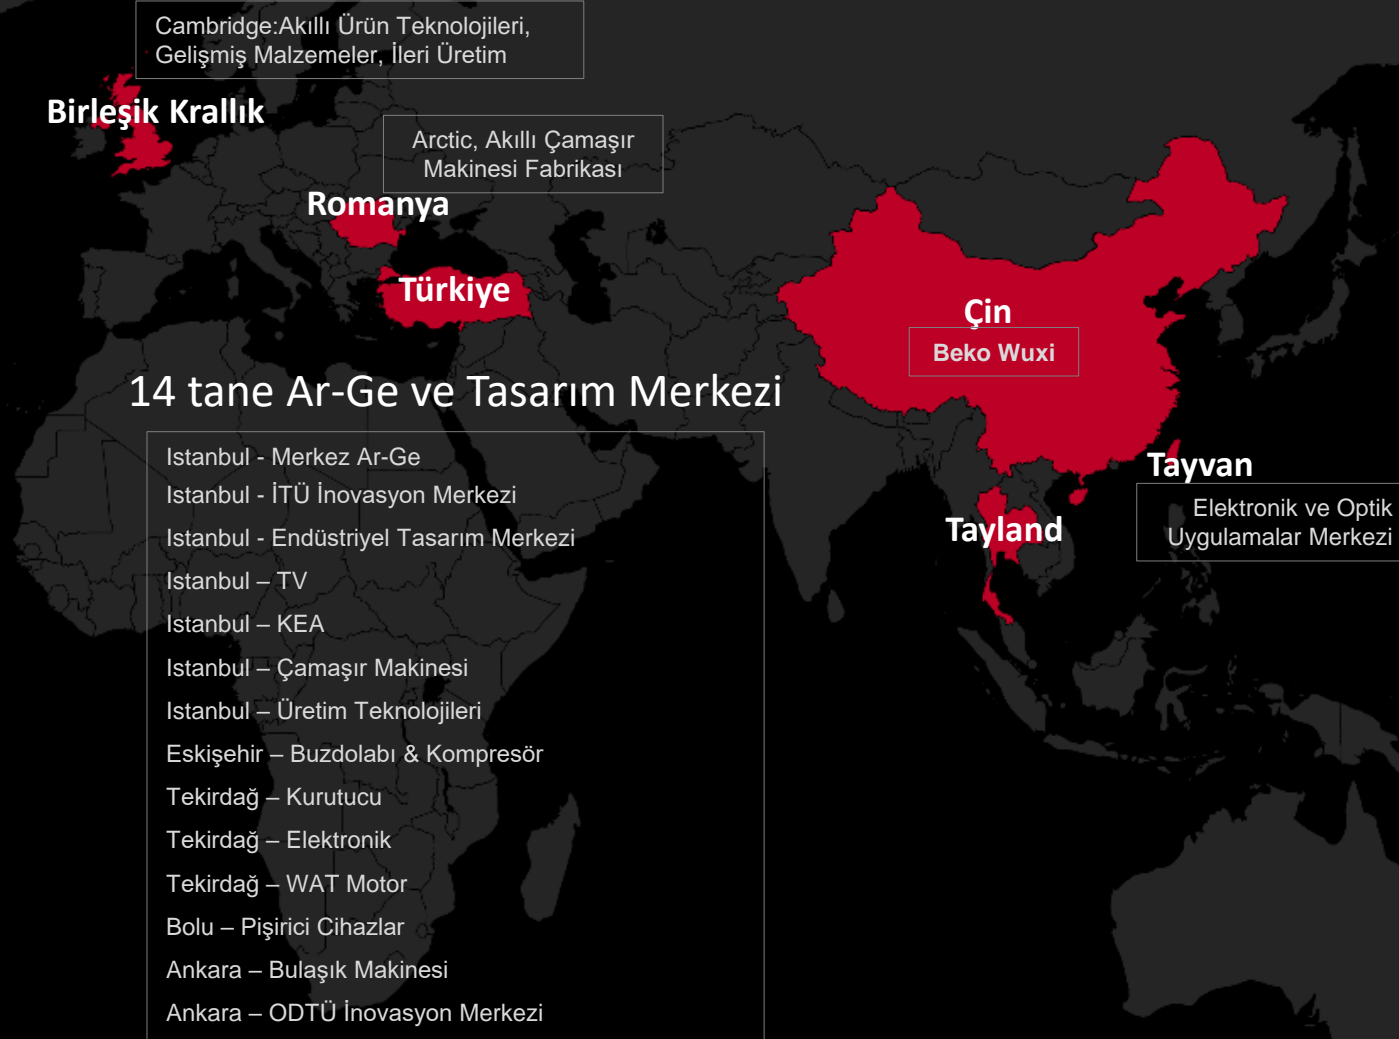 Cambridge:Akıllı Ürün Teknolojileri,
Gelişmiş Malzemeler, İleri Üretim
Birleşik Krallık
Arctic, Akıllı Çamaşır
Makinesi Fabrikası
Romanya
Türkiye
Çin
Beko Wuxi
14 tane Ar-Ge ve Tasarım Merkezi
Istanbul - Merkez Ar-Ge
Istanbul - İTÜ İnovasyon Merkezi
Istanbul - Endüstriyel Tasarım Merkezi
Istanbul – TV
Istanbul – KEA
Istanbul – Çamaşır Makinesi
Istanbul – Üretim Teknolojileri
Eskişehir – Buzdolabı & Kompresör
Tekirdağ – Kurutucu
Tekirdağ – Elektronik
Tekirdağ – WAT Motor
Bolu – Pişirici Cihazlar
Ankara – Bulaşık Makinesi
Ankara – ODTÜ İnovasyon Merkezi
Tayvan
Elektronik ve Optik
Uygulamalar Merkezi
Tayland